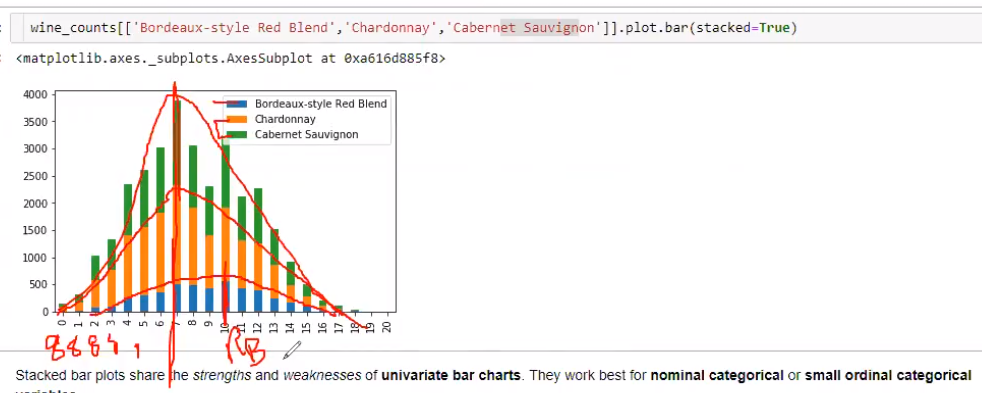 wine_counts[['Bordeaux-style Red Blend','Chardonnay','Cabernet Sauvignon']].plot.bar(stacked=True)
<matplotlib.axes._subplots.AxesSubplot at 0xa616d885f8>
4000
3500
3000
2500
2000
1500
1000
500
0
Bordeaux-style Red Blend
Chardonnay
Cabernet Sauvignon
0 1 2 3 4 5 6 7 8 9 10 11 12 13 14 15 16 17 18 19 20
RB
Stacked bar plots share the strengths and weaknesses of univariate bar charts. They work best for nominal categorical or small ordinal categorical